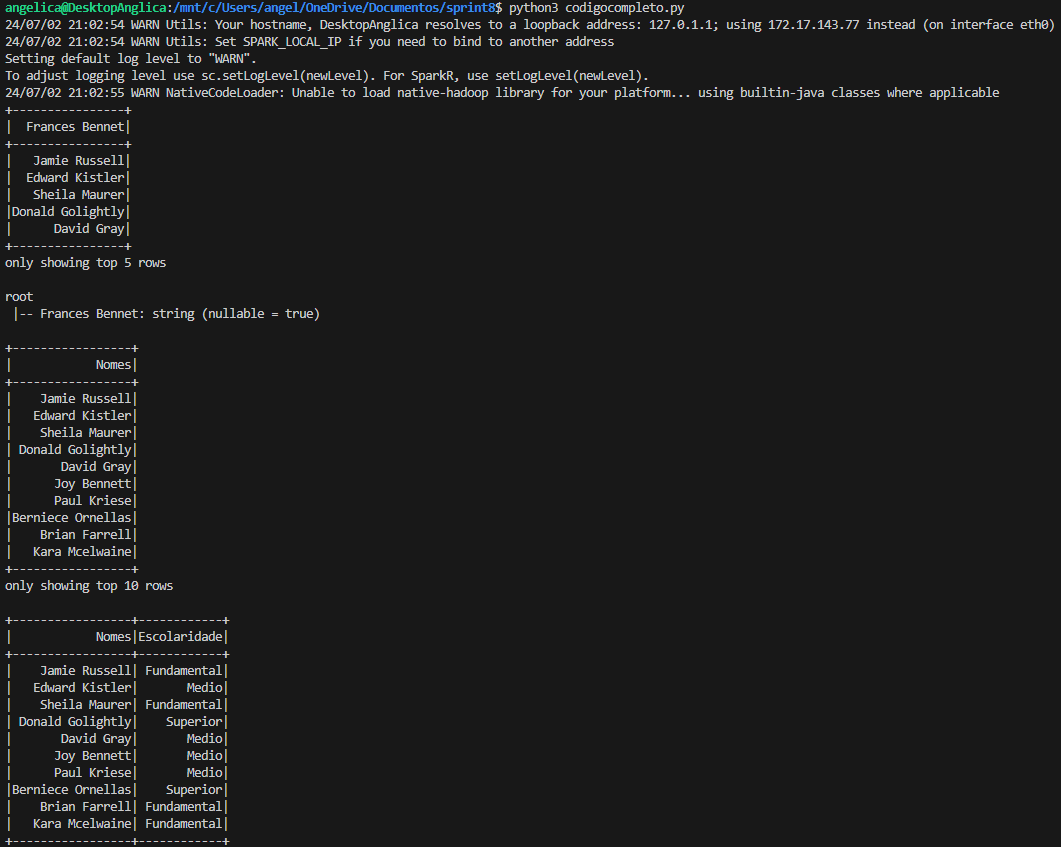 angelica@DesktopAnglica:/mnt/c/Users/angel/OneDrive/Documentos/sprint8$ python3 codigocompleto.py
24/07/02 21:02:54 WARN Utils: Your hostname, DesktopAnglica resolves to a loopback address: 127.0.1.1; using 172.17.143.77 instead (on interface eth0)
24/07/02 21:02:54 WARN Utils: Set SPARK_LOCAL_IP if you need to bind to another address
Setting default log level to "WARN".
To adjust logging level use sc.setLogLevel(newLevel). For SparkR, use setLogLevel(newLevel).
24/07/02 21:02:55 WARN NativeCodeLoader: Unable to load native-hadoop library for your platform... using builtin-java classes where applicable
+----------------+
|  Frances Bennet|
+----------------+
|   Jamie Russell|
|  Edward Kistler|
|   Sheila Maurer|
|Donald Golightly|
|      David Gray|
+----------------+
only showing top 5 rows

root
 |-- Frances Bennet: string (nullable = true)

+-----------------+
|            Nomes|
+-----------------+
|    Jamie Russell|
|   Edward Kistler|
|    Sheila Maurer|
| Donald Golightly|
|       David Gray|
|      Joy Bennett|
|      Paul Kriese|
|Berniece Ornellas|
|    Brian Farrell|
|   Kara Mcelwaine|
+-----------------+
only showing top 10 rows

+-----------------+------------+
|            Nomes|Escolaridade|
+-----------------+------------+
|    Jamie Russell| Fundamental|
|   Edward Kistler|       Medio|
|    Sheila Maurer| Fundamental|
| Donald Golightly|    Superior|
|       David Gray|       Medio|
|      Joy Bennett|       Medio|
|      Paul Kriese|       Medio|
|Berniece Ornellas|    Superior|
|    Brian Farrell| Fundamental|
|   Kara Mcelwaine| Fundamental|
+-----------------+------------+